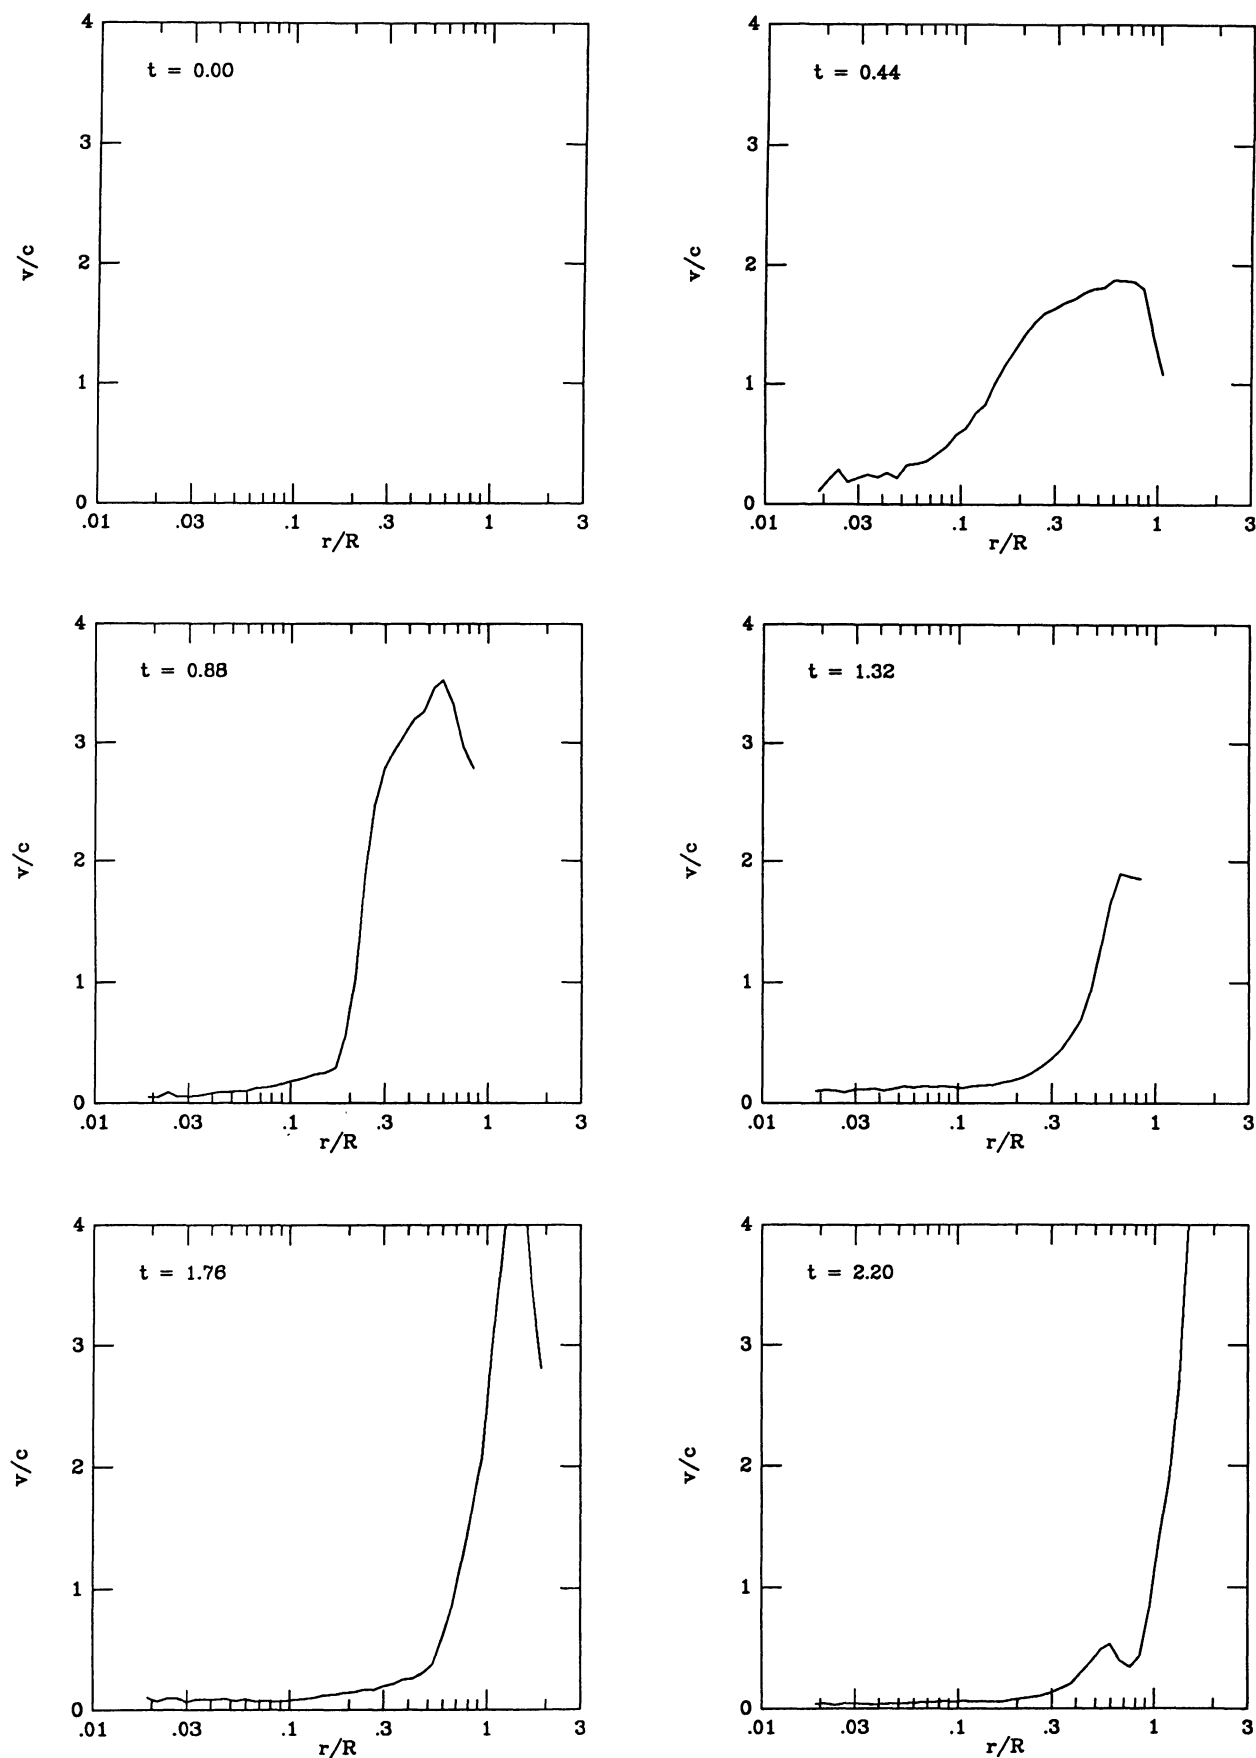 t = 0.00
4
3
2
1
0
v/c
.01 .03 .1 .3 1 3
r/R
t = 0.44
4
3
2
1
0
v/c
.01 .03 .1 .3 1 3
r/R
t = 0.88
4
3
2
1
0
v/c
.01 .03 .1 .3 1 3
r/R
t = 1.32
4
3
2
1
0
v/c
.01 .03 .1 .3 1 3
r/R
t = 1.76
4
3
2
1
0
v/c
.01 .03 .1 .3 1 3
r/R
t = 2.20
4
3
2
1
0
v/c
.01 .03 .1 .3 1 3
r/R